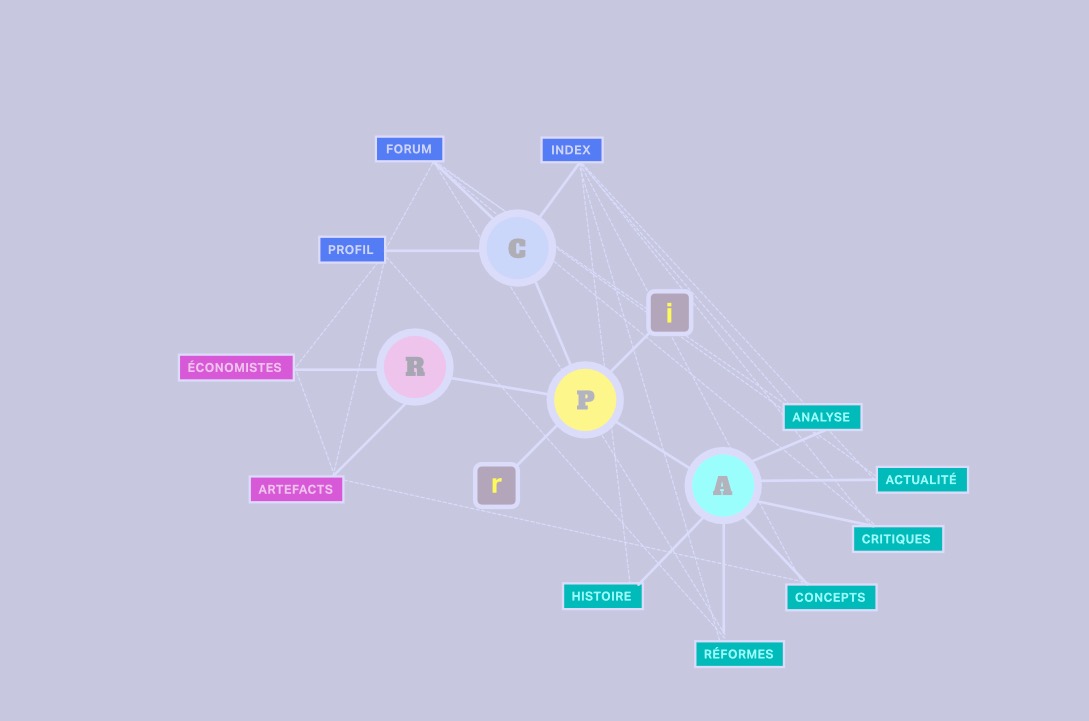 FORUM
INDEX
PROFIL
C
i
ÉCONOMISTES
R
P
ANALYSE
ARTEFACTS
r
A
ACTUALITÉ
CRITIQUES
HISTOIRE
CONCEPTS
RÉFORMES